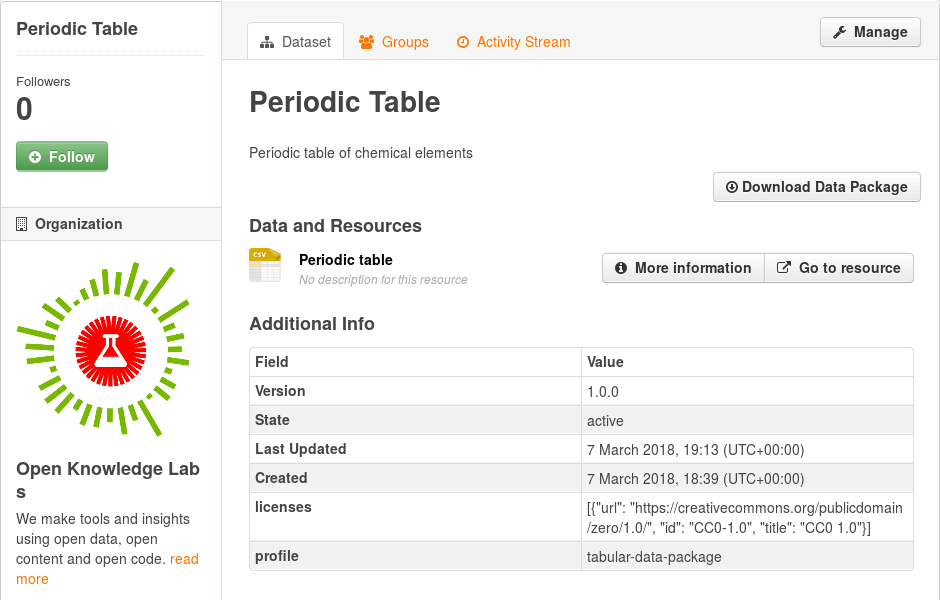 Periodic Table
Followers
0
Follow
Organization
Open Knowledge Lab
s
We make tools and insights
using open data, open
content and open code. read
more
Dataset
Groups
Activity Stream
Manage
Periodic Table
Periodic table of chemical elements
Download Data Package
Data and Resources
CSV
Periodic table
No description for this resource
More information
Go to resource
Additional Info
Field Value
Version 1.0.0
State active
Last Updated 7 March 2018, 19:13 (UTC+00:00)
Created 7 March 2018, 18:39 (UTC+00:00)
licenses [{"url": "https://creativecommons.org/publicdomain
/zero/1.0/", "id": "CC0-1.0", "title": "CC0 1.0"}]
profile tabular-data-package